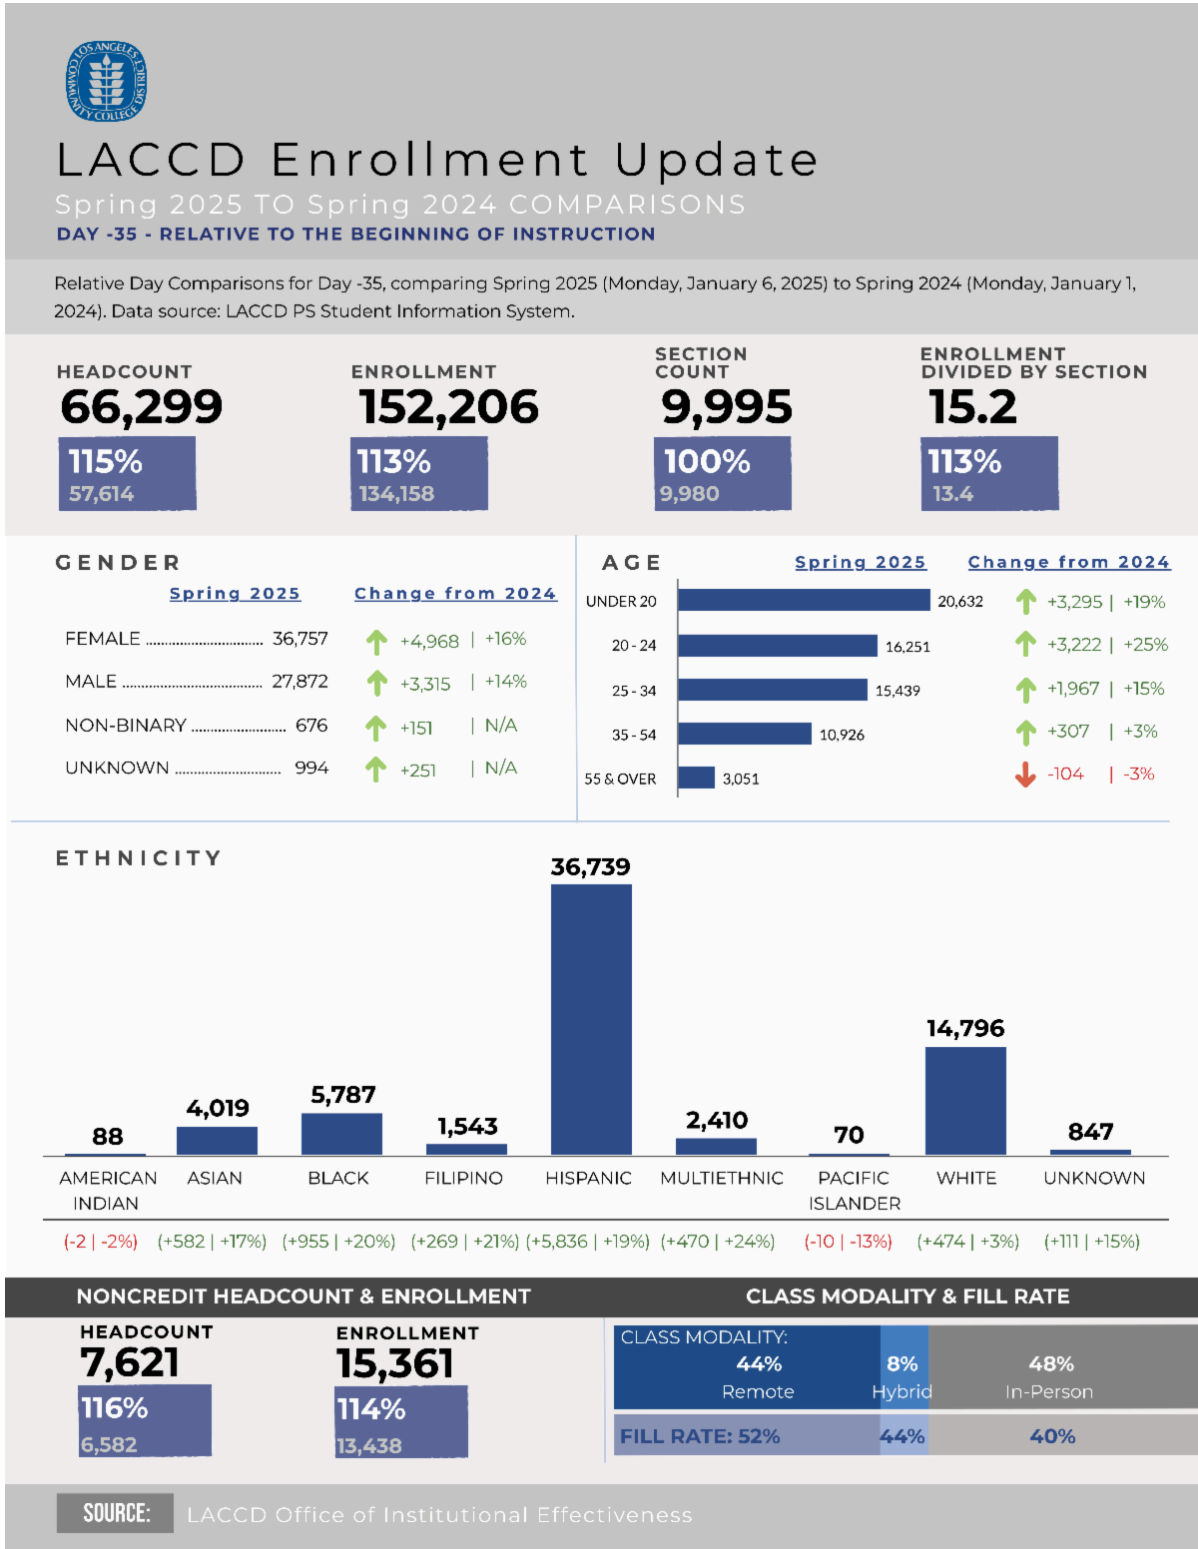 LOS ANGELES
COMMUNITY COLLEGE DISTRICT
LACCD Enrollment Update
Spring 2025 TO Spring 2024 COMPARISONS
DAY -35 - RELATIVE TO THE BEGINNING OF INSTRUCTION
Relative Day Comparisons for Day -35, comparing Spring 2025 (Monday, January 6, 2025) to Spring 2024 (Monday, January 1,
2024). Data source: LACCD PS Student Information System.
HEADCOUNT
66,299
115%
57,614
ENROLLMENT
152,206
113%
134,158
SECTION
COUNT
9,995
100%
9,980
ENROLLMENT
DIVIDED BY SECTION
15.2
113%
13.4
GENDER
Spring 2025 Change from 2024
FEMALE .............................. 36,757 +4,968 | +16%
MALE ................................... 27,872 +3,315 | +14%
NON-BINARY ........................ 676 +151 | N/A
UNKNOWN ........................... 994 +251 | N/A
AGE Spring 2025 Change from 2024
UNDER 20 20,632 +3,295 | +19%
20 - 24 16,251 +3,222 | +25%
25 - 34 15,439 +1,967 | +15%
35 - 54 10,926 +307 | +3%
55 & OVER 3,051 -104 | -3%
ETHNICITY
88 4,019 5,787 1,543 36,739 2,410 70 14,796 847
AMERICAN ASIAN BLACK FILIPINO HISPANIC MULTIETHNIC PACIFIC WHITE UNKNOWN
INDIAN ISLANDER
(-2 | -2%) (+582 | +17%) (+955 | +20%) (+269 | +21%) (+5,836 | +19%) (+470 | +24%) (-10 | -13%) (+474 | +3%) (+111 | +15%)
NONCREDIT HEADCOUNT & ENROLLMENT
HEADCOUNT
7,621
116%
6,582
ENROLLMENT
15,361
114%
13,438
CLASS MODALITY & FILL RATE
CLASS MODALITY:
44% 8% 48%
Remote Hybrid In-Person
FILL RATE: 52% 44% 40%
SOURCE: LACCD Office of Institutional Effectiveness